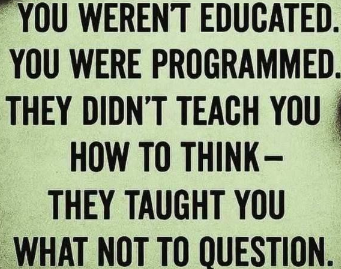 YOU WEREN'T EDUCATED.
YOU WERE PROGRAMMED.
THEY DIDN'T TEACH YOU
HOW TO THINK–
THEY TAUGHT YOU
WHAT NOT TO QUESTION.